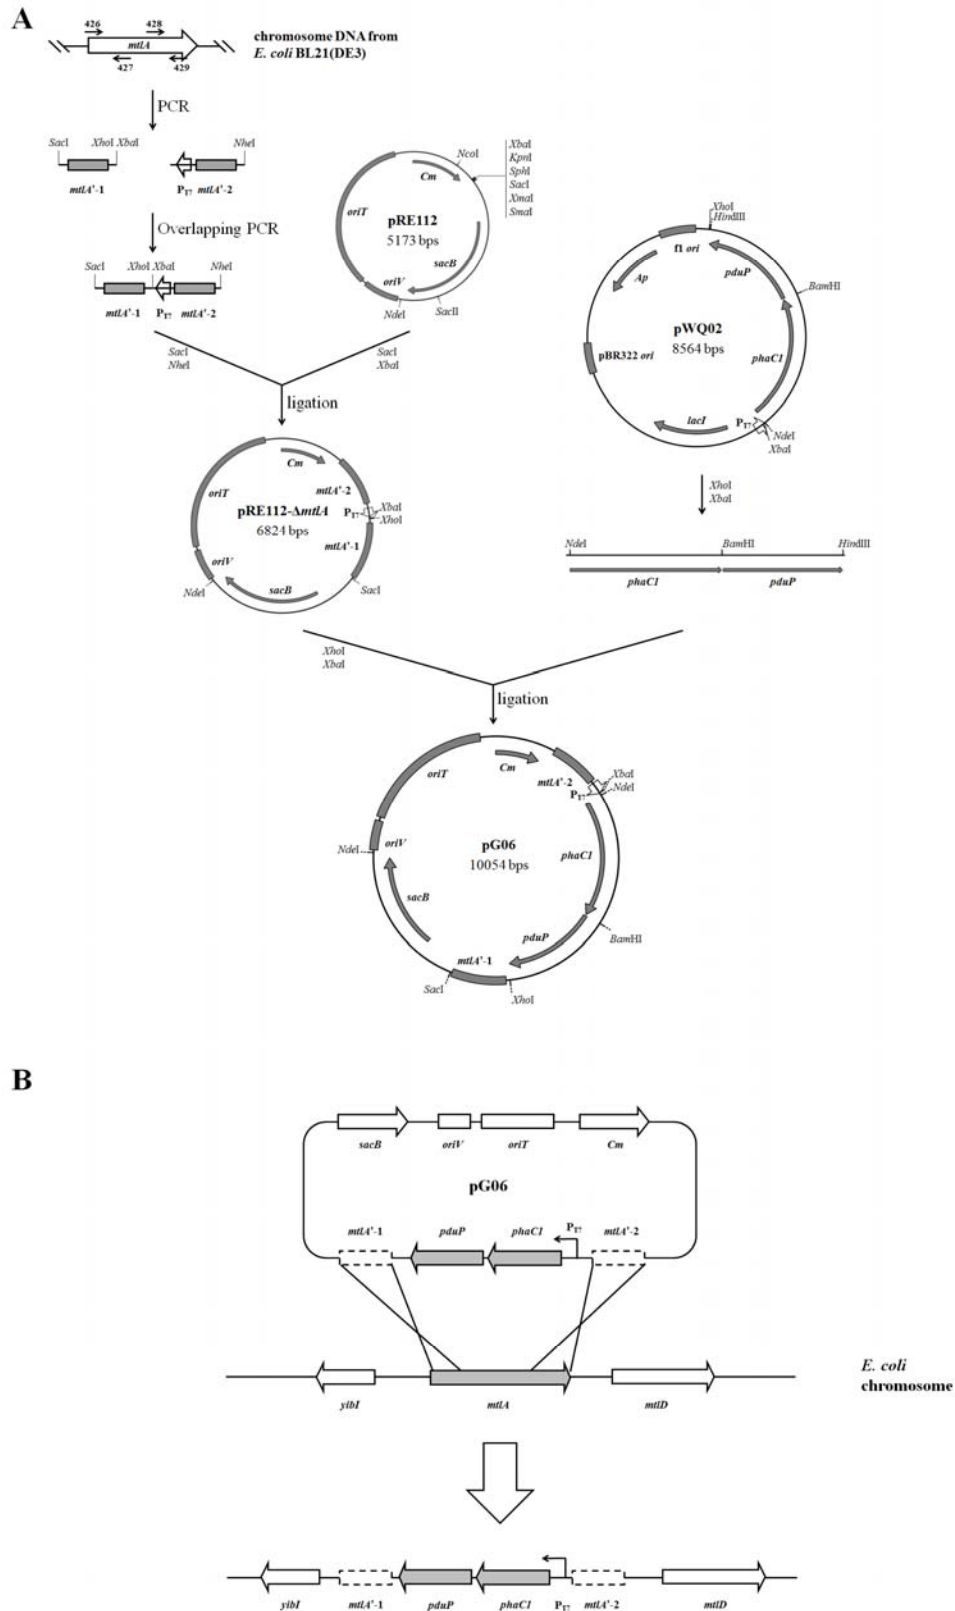 A
426 428
mtlA
427 429
chromosome DNA from
E. coli BL21(DE3)
PCR
SacI XhoI XbaI NheI
mtlA'-1 PT7 mtlA'-2
Overlapping PCR
SacI XhoI XbaI NheI
mtlA'-1 PT7 mtlA'-2
NcoI
XbaI
KpnI
SphI
SacI
XmaI
SmaI
Cm
oriT
pRE112
5173 bps
sacB
oriV
NdeI
SacII
XhoI
HindIII
f1 ori
pduP
Ap
BamHI
pWQ02
8564 bps
pBR322 ori
phaC1
lacI
PT7
NdeI
XbaI
SacI
NheI
SacI
XbaI
ligation
Cm
mtlA'-2
oriT
PT7
XbaI
XhoI
pRE112-ΔmtlA
6824 bps
mtlA'-1
oriV
NdeI
sacB
SacI
XhoI
XbaI
NdeI BamHI HindIII
phaC1 pduP
XhoI
XbaI
ligation
Cm
oriT
mtlA'-2
XbaI
PT7
NdeI
NdeI
oriV
pG06
10054 bps
phaC1
sacB
pduP
BamHI
mtlA'-1
SacI
XhoI
B
sacB oriV oriT Cm
pG06
mtlA'-1 pduP phaC1 PT7 mtlA'-2
E. coli
chromosome
yibI mtlA mtlD
yibI mtlA'-1 pduP phaC1 PT7 mtlA'-2 mtlD